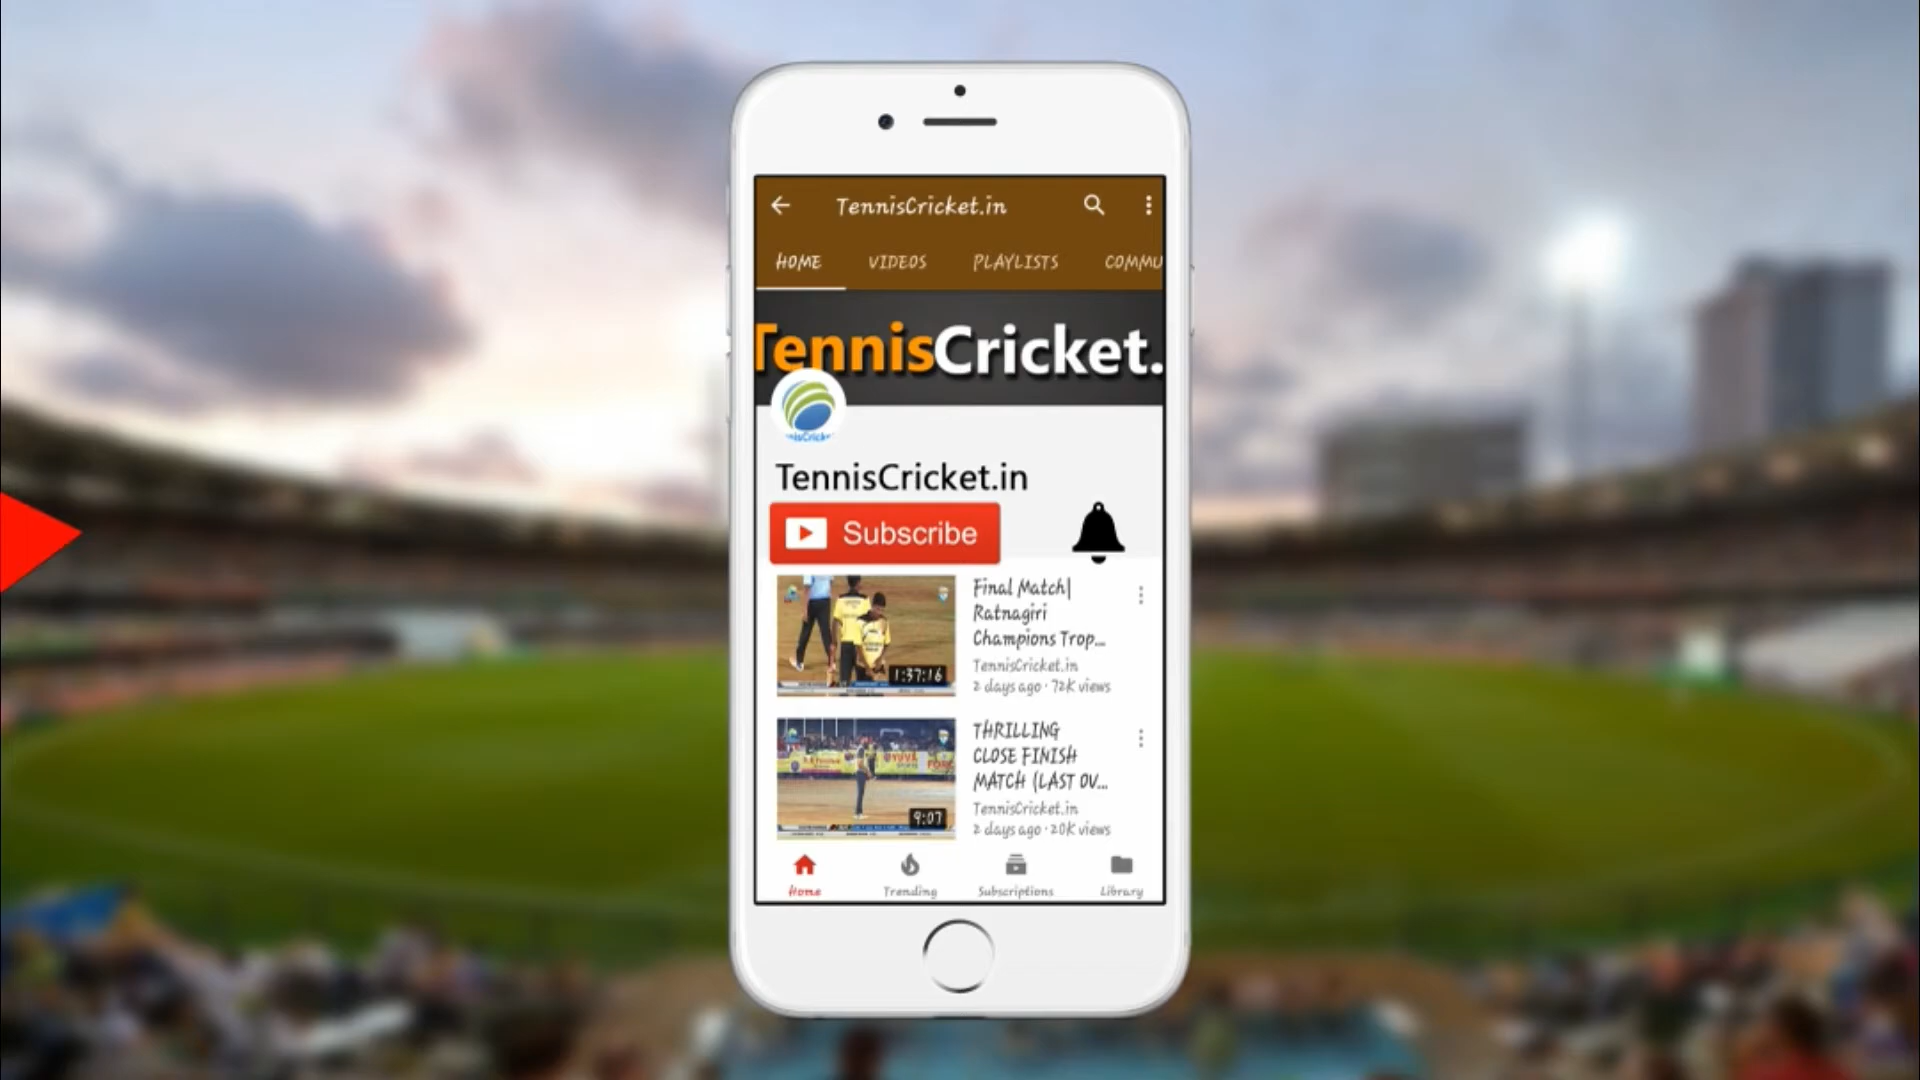 TennisCricket.in
HOME VIDEOS PLAYLISTS COMMU
TennisCricket.
TennisCricket.in
Subscribe
Final Match|
Ratnagiri
Champions Trop...
TennisCricket.in
2 days ago · 72K views
1:37:16
THRILLING
CLOSE FINISH
MATCH (LAST OV...
TennisCricket.in
2 days ago · 20K views
9:07
Home Trending Subscriptions Library